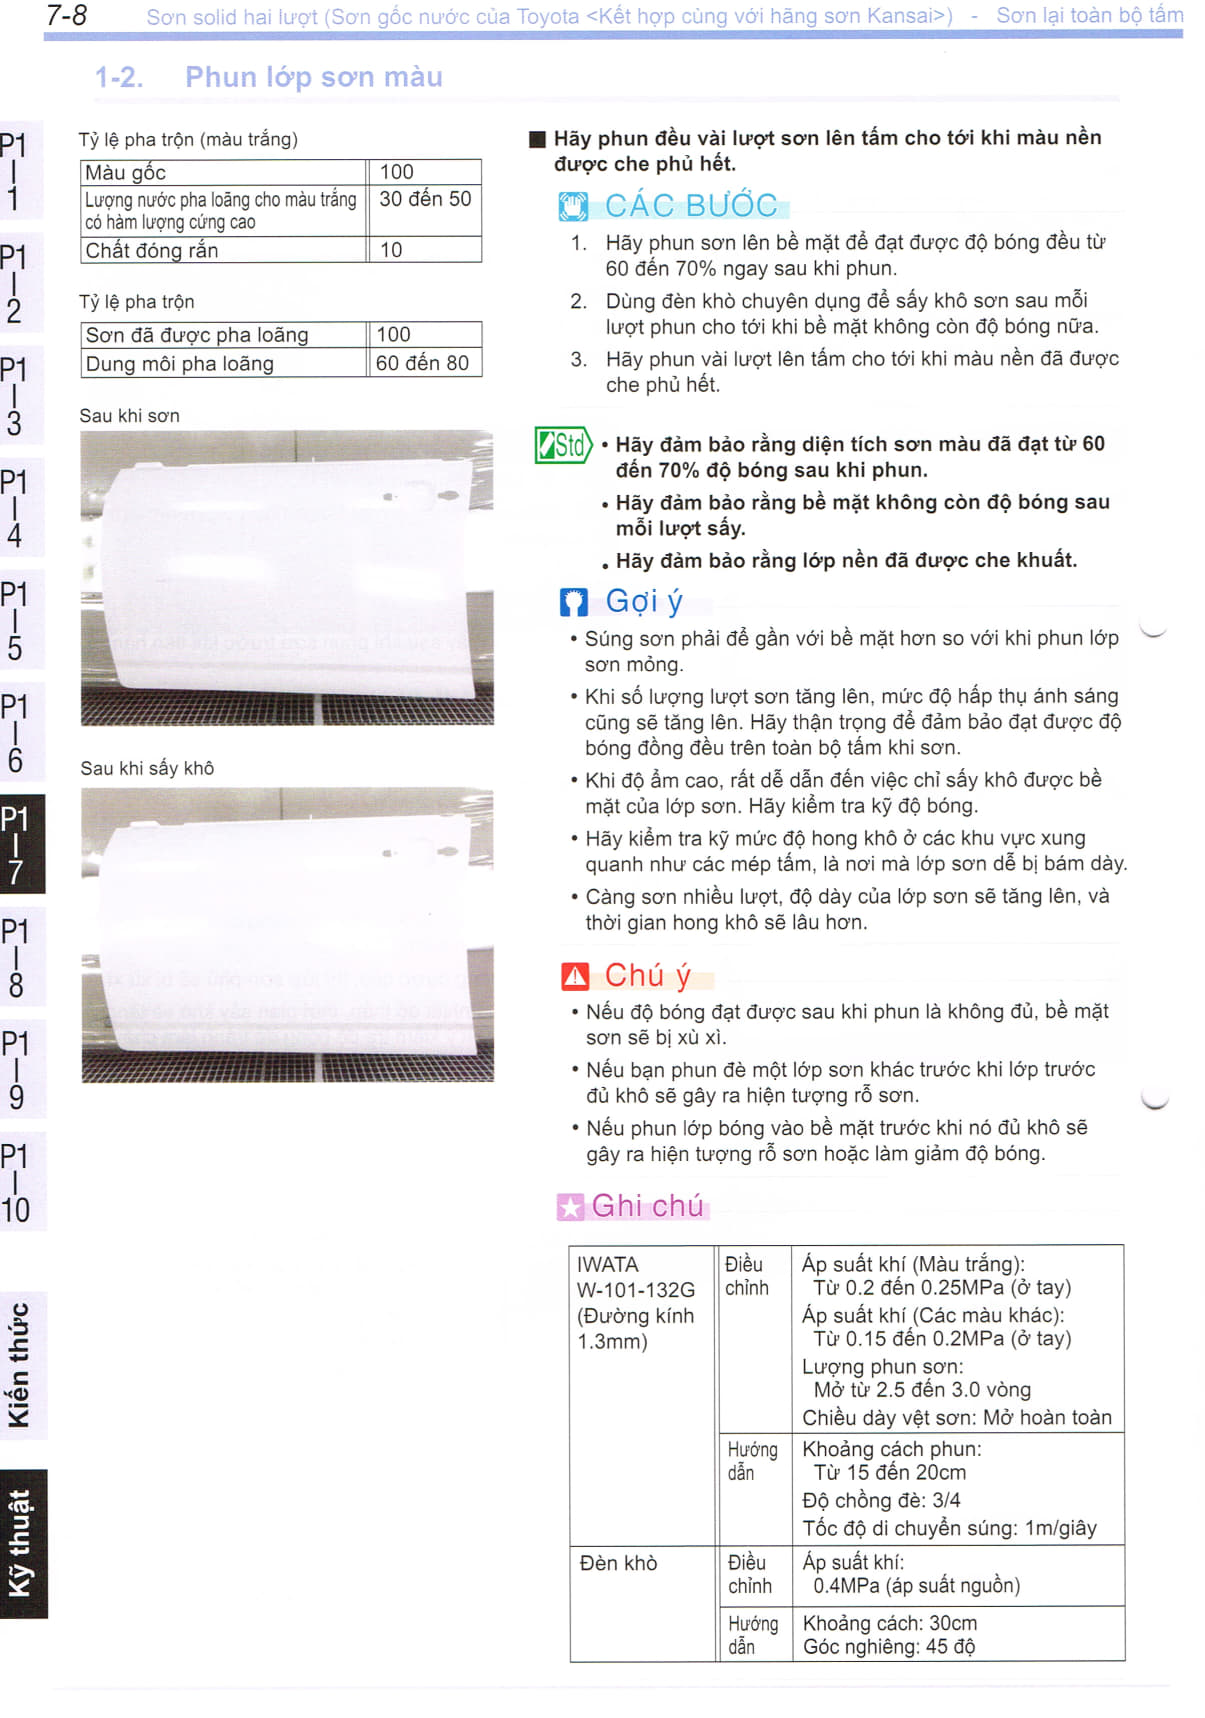 7-8 Sơn solid hai lượt (Sơn gốc nước của Toyota <Kết hợp cùng với hãng sơn Kansai>) - Sơn lại toàn bộ tấm
1-2. Phun lớp sơn màu
P1-1
P1-2
P1-3
P1-4
P1-5
P1-6
P1-7
P1-8
P1-9
P1-10
Kiến thức
Kỹ thuật
Tỷ lệ pha trộn (màu trắng)
Màu gốc 100
Lượng nước pha loãng cho màu trắng 30 đến 50
có hàm lượng cứng cao
Chất đóng rắn 10
Tỷ lệ pha trộn
Sơn đã được pha loãng 100
Dung môi pha loãng 60 đến 80
Sau khi sơn
Sau khi sấy khô
■ Hãy phun đều vài lượt sơn lên tấm cho tới khi màu nền
được che phủ hết.
CÁC BƯỚC
1. Hãy phun sơn lên bề mặt để đạt được độ bóng đều từ
60 đến 70% ngay sau khi phun.
2. Dùng đèn khò chuyên dụng để sấy khô sơn sau mỗi
lượt phun cho tới khi bề mặt không còn độ bóng nữa.
3. Hãy phun vài lượt lên tấm cho tới khi màu nền đã được
che phủ hết.
Std
• Hãy đảm bảo rằng diện tích sơn màu đã đạt từ 60
đến 70% độ bóng sau khi phun.
• Hãy đảm bảo rằng bề mặt không còn độ bóng sau
mỗi lượt sấy.
• Hãy đảm bảo rằng lớp nền đã được che khuất.
Gợi ý
• Súng sơn phải để gần với bề mặt hơn so với khi phun lớp
sơn mỏng.
• Khi số lượng lượt sơn tăng lên, mức độ hấp thụ ánh sáng
cũng sẽ tăng lên. Hãy thận trọng để đảm bảo đạt được độ
bóng đồng đều trên toàn bộ tấm khi sơn.
• Khi độ ẩm cao, rất dễ dẫn đến việc chỉ sấy khô được bề
mặt của lớp sơn. Hãy kiểm tra kỹ độ bóng.
• Hãy kiểm tra kỹ mức độ hong khô ở các khu vực xung
quanh như các mép tấm, là nơi mà lớp sơn dễ bị bám dày.
• Càng sơn nhiều lượt, độ dày của lớp sơn sẽ tăng lên, và
thời gian hong khô sẽ lâu hơn.
Chú ý
• Nếu độ bóng đạt được sau khi phun là không đủ, bề mặt
sơn sẽ bị xù xì.
• Nếu bạn phun đè một lớp sơn khác trước khi lớp trước
đủ khô sẽ gây ra hiện tượng rỗ sơn.
• Nếu phun lớp bóng vào bề mặt trước khi nó đủ khô sẽ
gây ra hiện tượng rỗ sơn hoặc làm giảm độ bóng.
Ghi chú
IWATA Điều Áp suất khí (Màu trắng):
W-101-132G chỉnh Từ 0.2 đến 0.25MPa (ở tay)
(Đường kính Áp suất khí (Các màu khác):
1.3mm) Từ 0.15 đến 0.2MPa (ở tay)
Lượng phun sơn:
Mở từ 2.5 đến 3.0 vòng
Chiều dày vệt sơn: Mở hoàn toàn
Hướng Khoảng cách phun:
dẫn Từ 15 đến 20cm
Độ chồng đè: 3/4
Tốc độ di chuyển súng: 1m/giây
Đèn khò Điều Áp suất khí:
chỉnh 0.4MPa (áp suất nguồn)
Hướng Khoảng cách: 30cm
dẫn Góc nghiêng: 45 độ